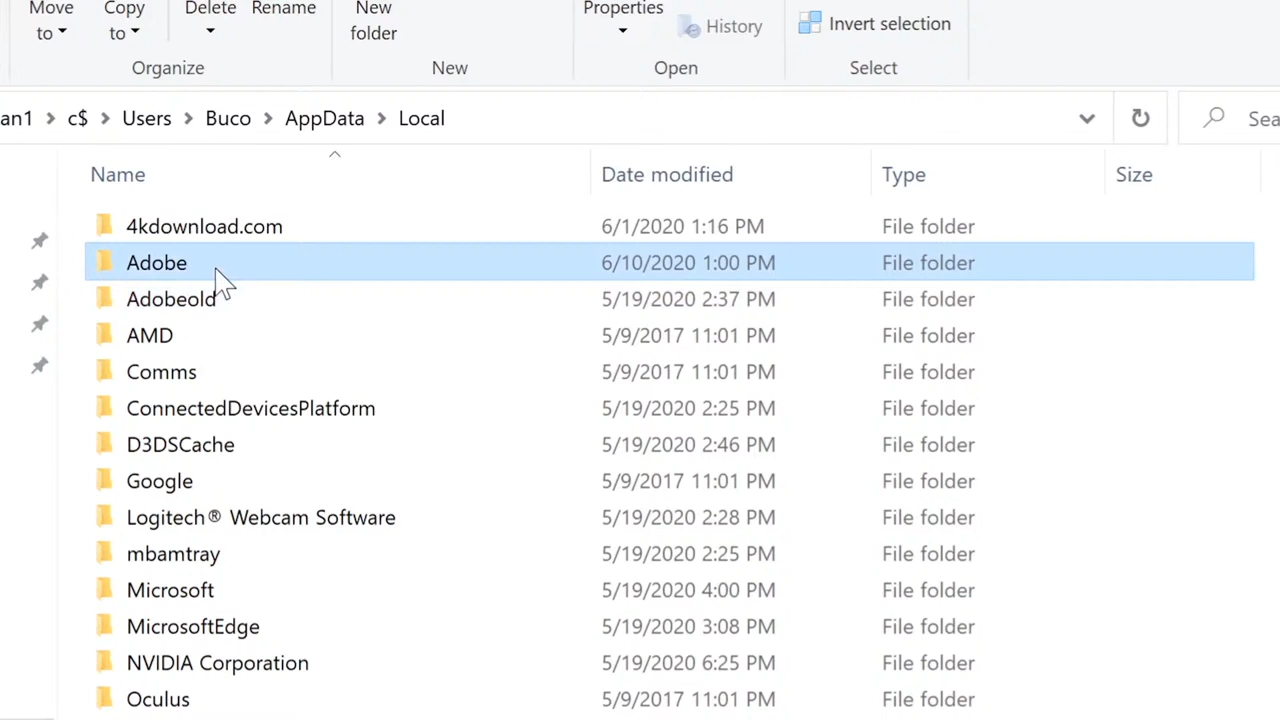 Move Copy Delete Rename New Properties
to to folder History Invert selection
Organize New Open Select
an1 c$ Users Buco AppData Local Sea
Name Date modified Type Size
4kdownload.com 6/1/2020 1:16 PM File folder
Adobe 6/10/2020 1:00 PM File folder
Adobeold 5/19/2020 2:37 PM File folder
AMD 5/9/2017 11:01 PM File folder
Comms 5/9/2017 11:01 PM File folder
ConnectedDevicesPlatform 5/19/2020 2:25 PM File folder
D3DSCache 5/19/2020 2:46 PM File folder
Google 5/9/2017 11:01 PM File folder
Logitech® Webcam Software 5/19/2020 2:28 PM File folder
mbamtray 5/19/2020 2:25 PM File folder
Microsoft 5/19/2020 4:00 PM File folder
MicrosoftEdge 5/19/2020 3:08 PM File folder
NVIDIA Corporation 5/19/2020 6:25 PM File folder
Oculus 5/9/2017 11:01 PM File folder